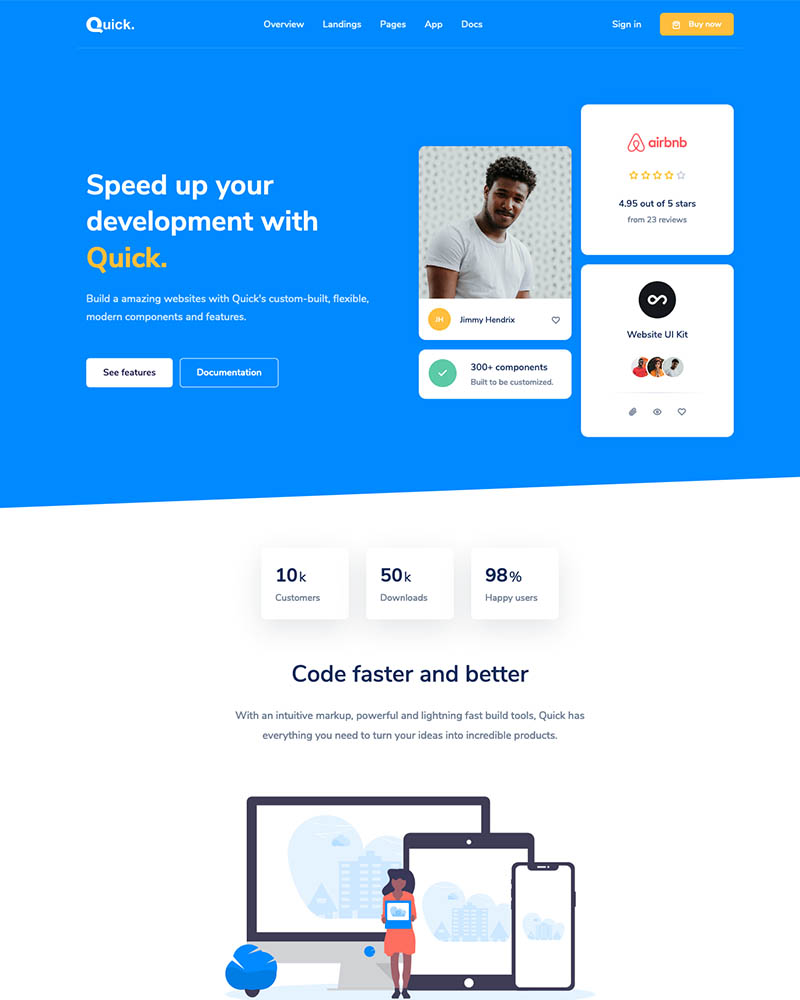 Quick.
Overview Landings Pages App Docs
Sign in Buy now
Speed up your
development with
Quick.
Build a amazing websites with Quick's custom-built, flexible,
modern components and features.
See features Documentation
JH Jimmy Hendrix
300+ components
Built to be customized.
airbnb
4.95 out of 5 stars
from 23 reviews
Website UI Kit
10k 50k 98%
Customers Downloads Happy users
Code faster and better
With an intuitive markup, powerful and lightning fast build tools, Quick has
everything you need to turn your ideas into incredible products.